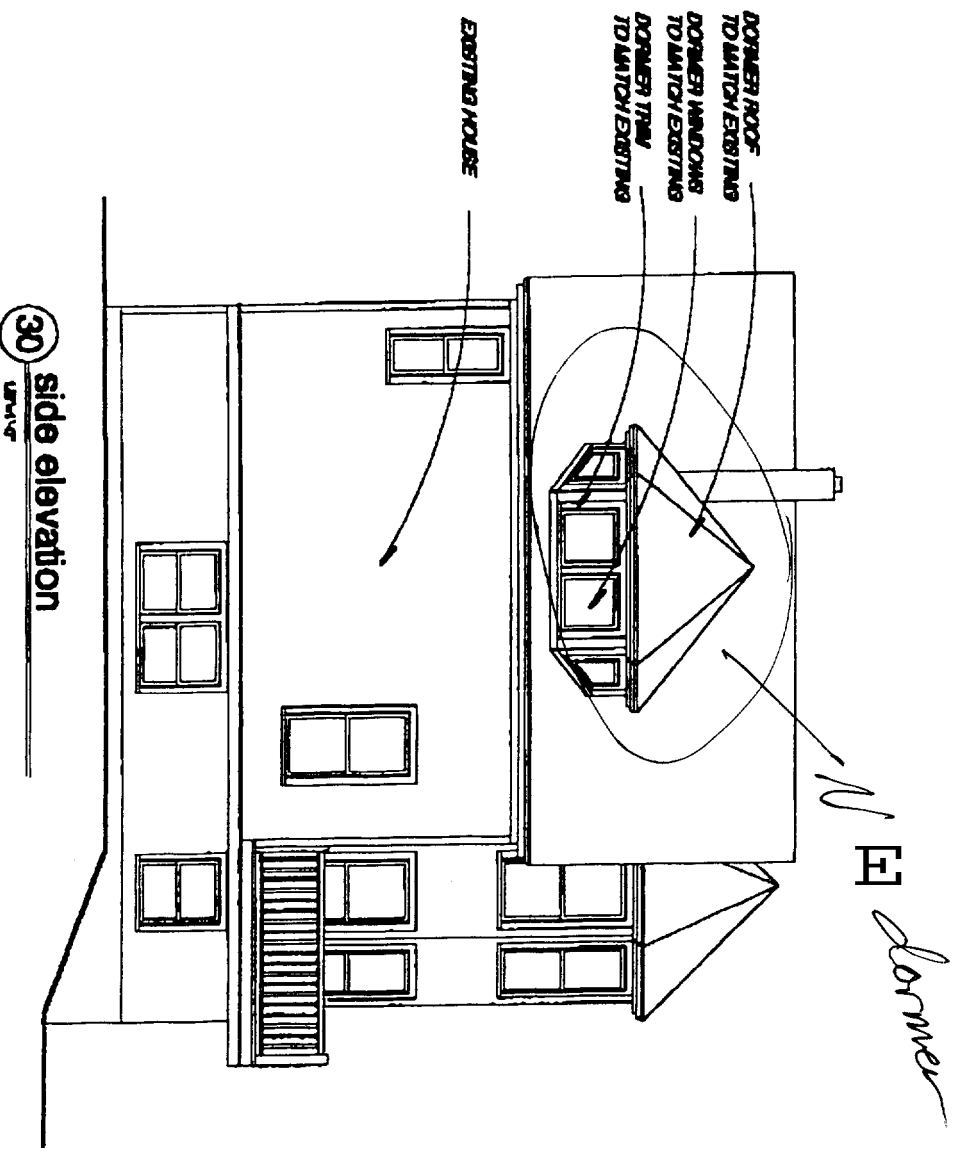 DORMER ROOF
TO MATCH EXISTING
DORMER WINDOWS
TO MATCH EXISTING
DORMER TRIM
TO MATCH EXISTING
EXISTING HOUSE
N E dormer
30 side elevation